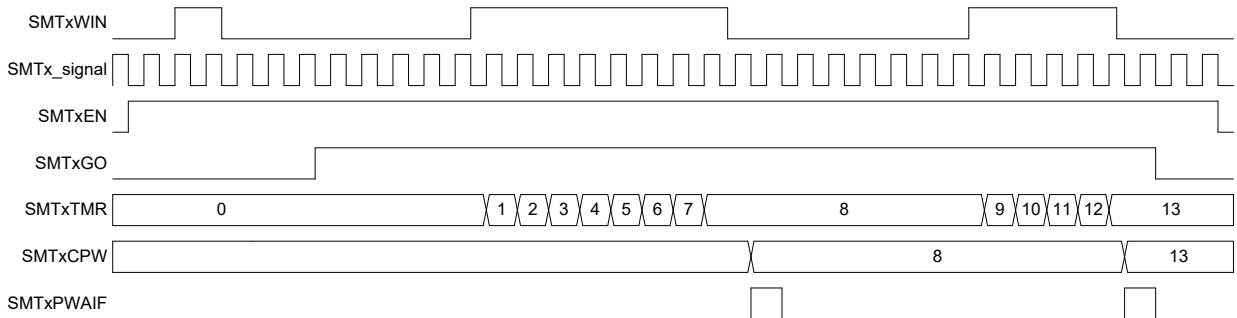 SMTxWIN
SMTx_signal
SMTxEN
SMTxGO
SMTxTMR 0 1 2 3 4 5 6 7 8 9 10 11 12 13
SMTxCPW 8 13
SMTxPWAIF